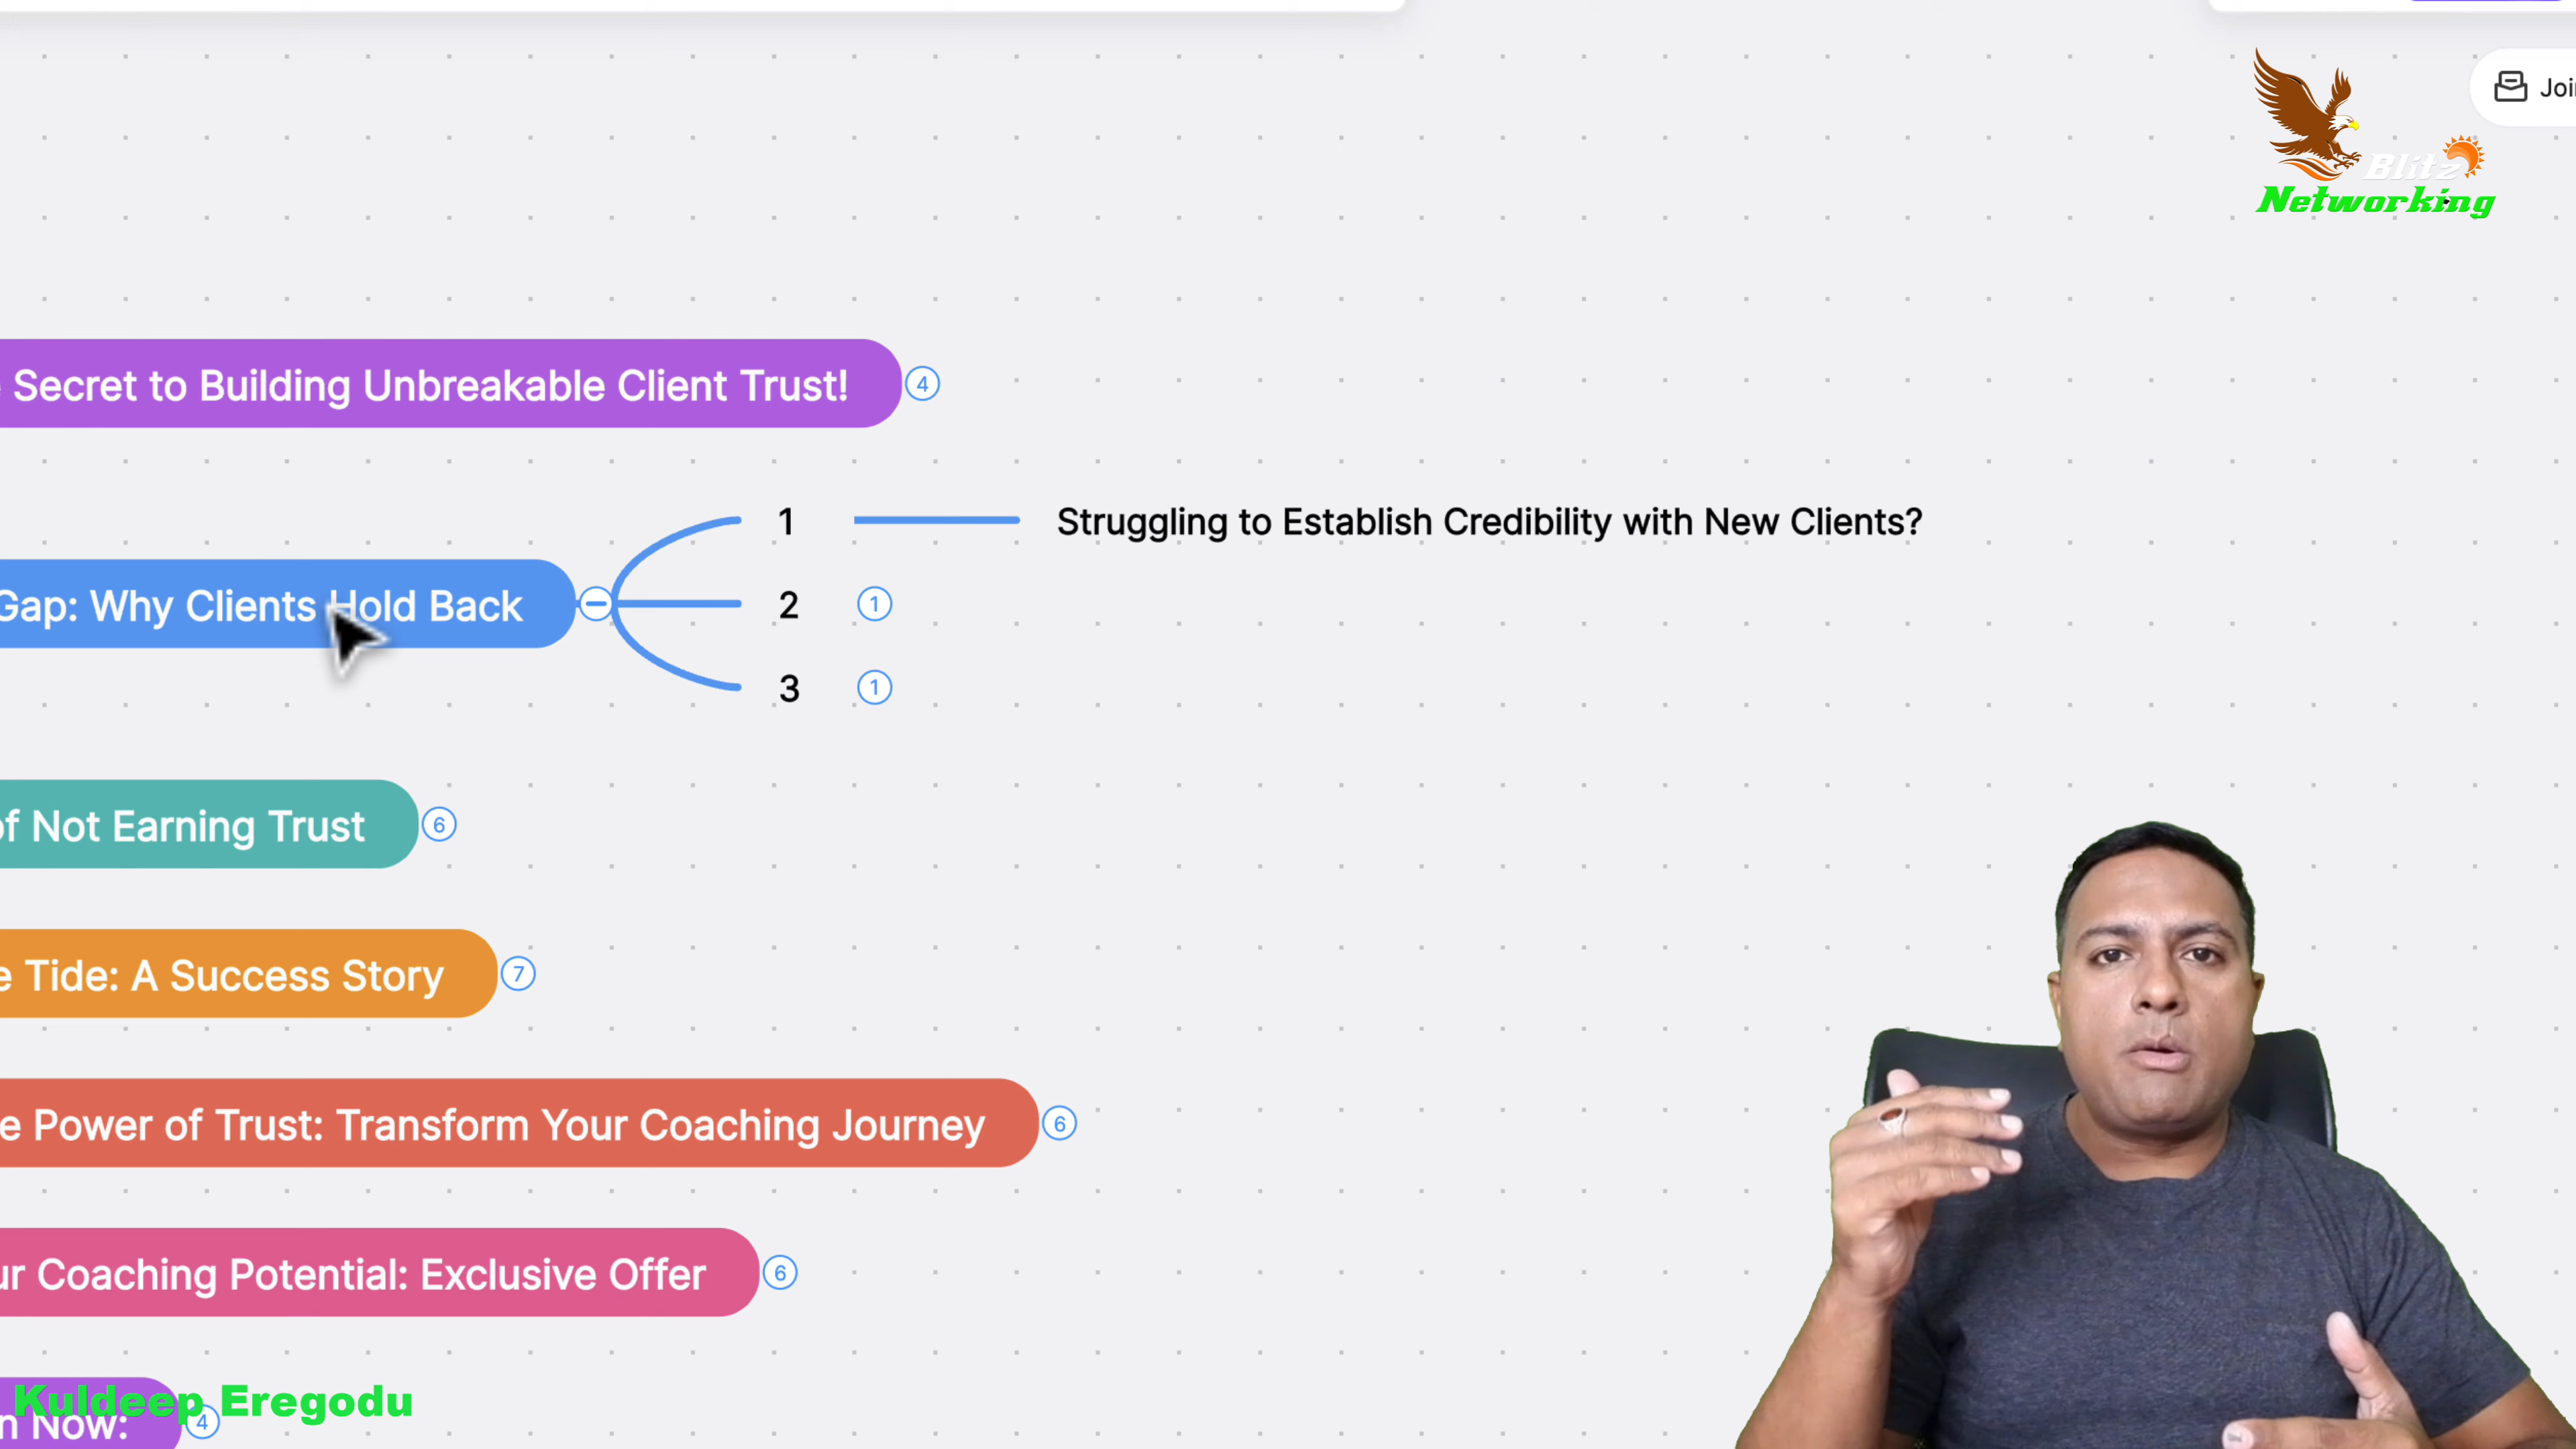 Joi
Blitz
Networking
Secret to Building Unbreakable Client Trust!
4
1
Struggling to Establish Credibility with New Clients?
Gap: Why Clients Hold Back
2
1
3
1
of Not Earning Trust
6
e Tide: A Success Story
7
e Power of Trust: Transform Your Coaching Journey
6
ur Coaching Potential: Exclusive Offer
6
Kuldeep Eregodu
n Now:
4